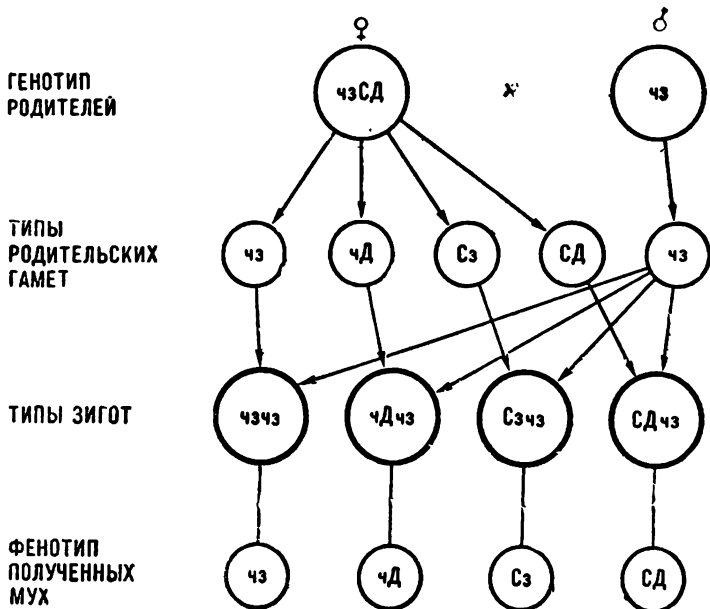 ♀ ♂
ГЕНОТИП
РОДИТЕЛЕЙ
чзСД × чз
ТИПЫ
РОДИТЕЛЬСКИХ
ГАМЕТ
чз чД Сз СД чз
ТИПЫ ЗИГОТ
чзчз чДчз Сзчз СДчз
ФЕНОТИП
ПОЛУЧЕННЫХ
МУХ
чз чД Сз СД